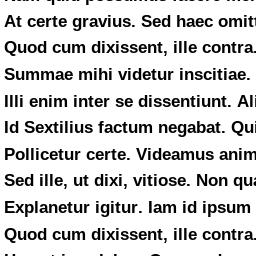 At certe gravius. Sed haec omitt
Quod cum dixissent, ille contra.
Summae mihi videtur inscitiae.
Illi enim inter se dissentiunt. Ali
Id Sextilius factum negabat. Qui
Pollicetur certe. Videamus anim
Sed ille, ut dixi, vitiose. Non qua
Explanetur igitur. Iam id ipsum
Quod cum dixissent, ille contra.